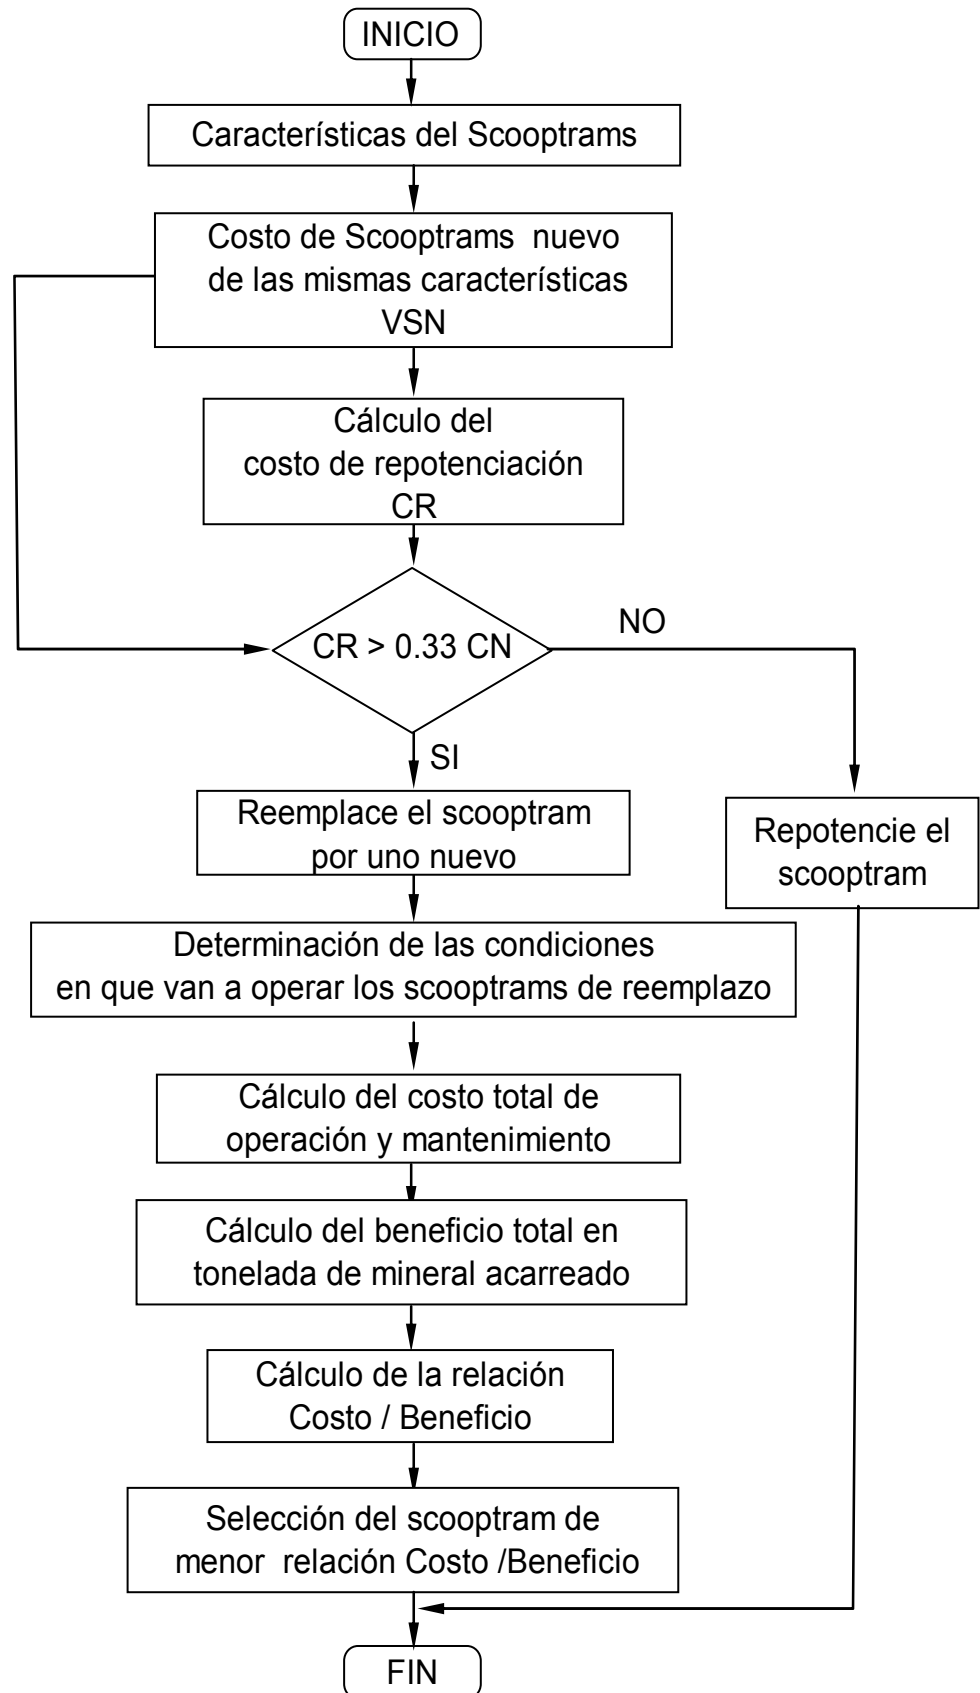 INICIO
Características del Scooptrams
Costo de Scooptrams nuevo
de las mismas características
VSN
Cálculo del
costo de repotenciación
CR
CR > 0.33 CN
NO
SI
Reemplace el scooptram
por uno nuevo
Repotencie el
scooptram
Determinación de las condiciones
en que van a operar los scooptrams de reemplazo
Cálculo del costo total de
operación y mantenimiento
Cálculo del beneficio total en
tonelada de mineral acarreado
Cálculo de la relación
Costo / Beneficio
Selección del scooptram de
menor relación Costo /Beneficio
FIN